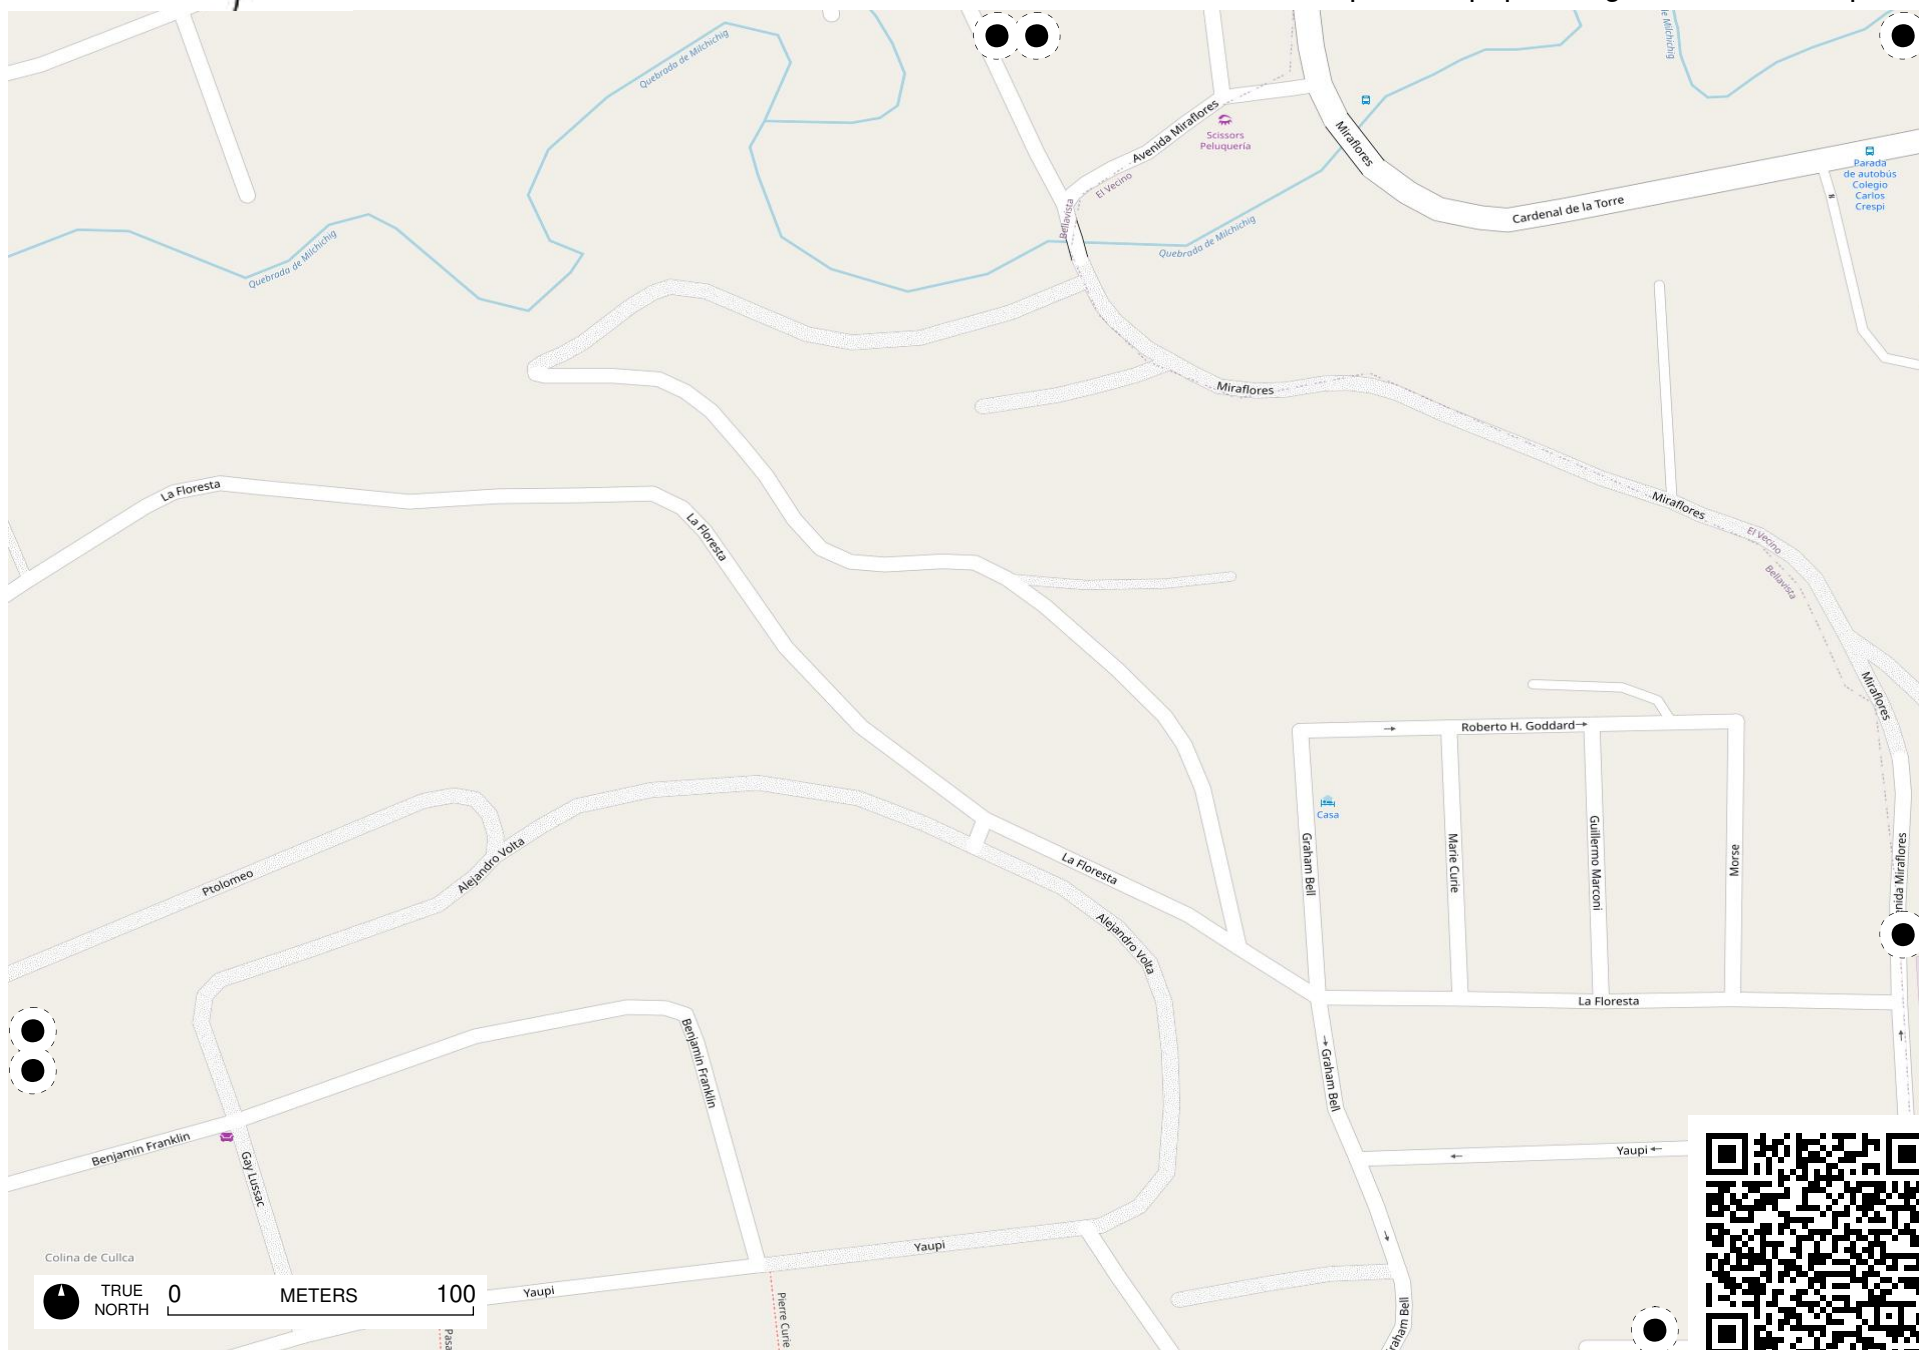 Quebrada de Milchichig
Avenida Miraflores
Scissors
Peluquería
Miraflores
Parada
de autobús
Colegio
Carlos
Crespi
El Vecino
Bellavista
Cardenal de la Torre
Quebrada de Milchichig
Quebrada de Milchichig
Miraflores
La Floresta
La Floresta
Miraflores
El Vecino
Bellavista
Miraflores
Roberto H. Goddard
Casa
Graham Bell
Marie Curie
Guillermo Marconi
Morse
La Floresta
Ptolomeo
Alejandro Volta
Alejandro Volta
La Floresta
Benjamin Franklin
Graham Bell
Benjamin Franklin
Gay Lussac
Yaupi
Yaupi
Colina de Cullca
Yaupi
Pierre Curie
TRUE
NORTH
0 METERS 100